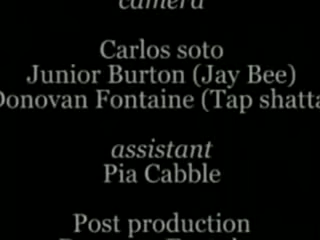 camera
Carlos soto
Junior Burton (Jay Bee)
Donovan Fontaine (Tap shatta
assistant
Pia Cabble
Post production